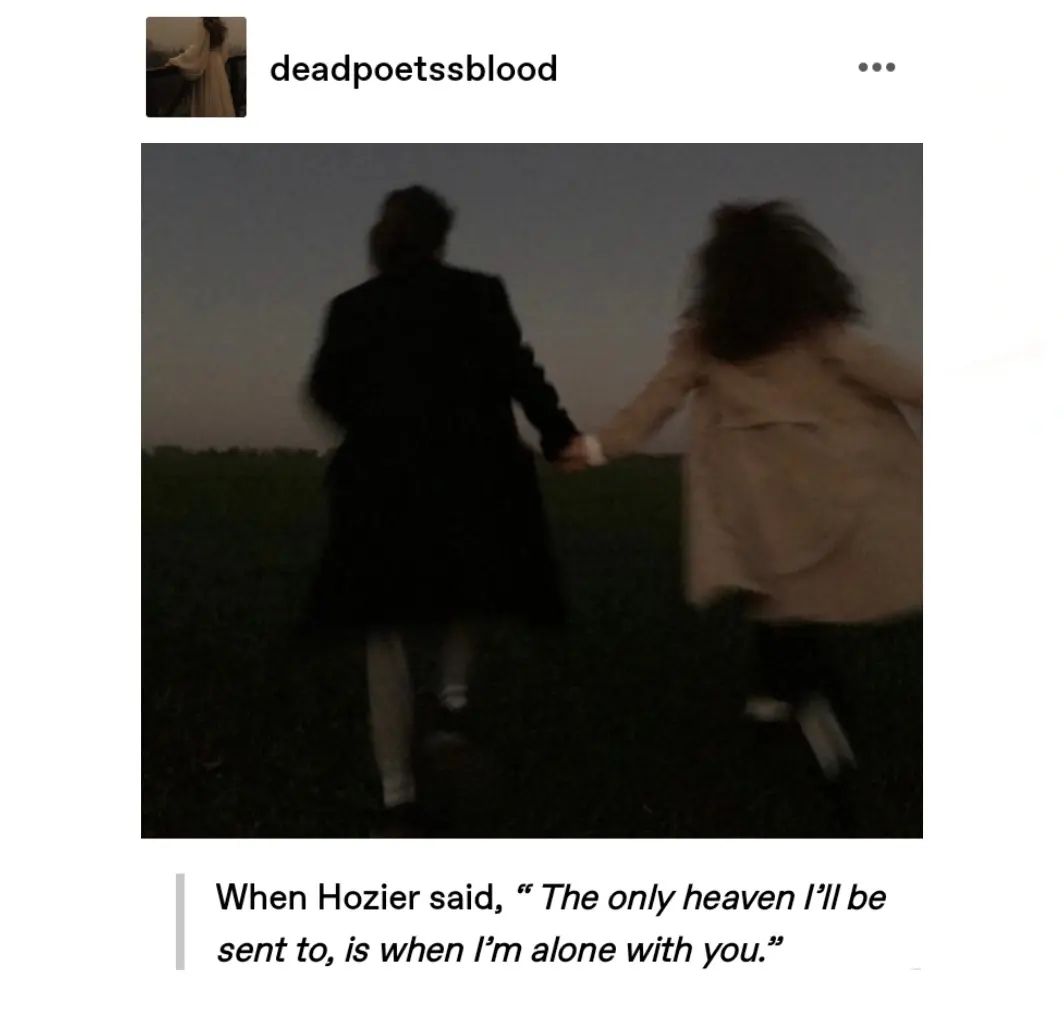 deadpoetssblood
When Hozier said, “ The only heaven I’ll be
sent to, is when I’m alone with you.”